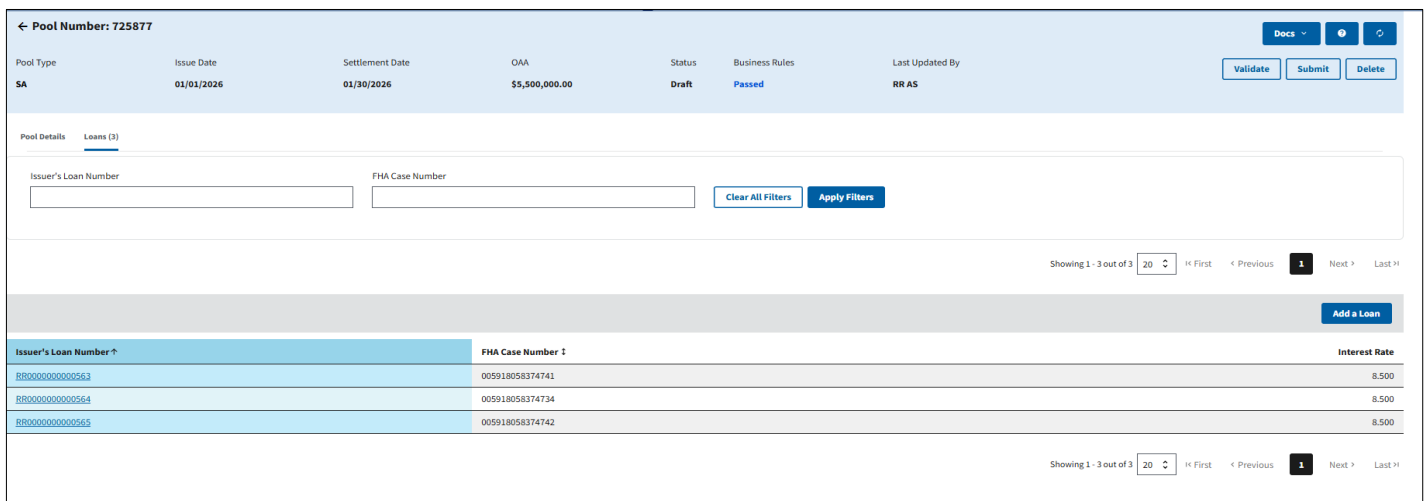 ← Pool Number: 725877
Docs
Pool Type Issue Date Settlement Date OAA Status Business Rules Last Updated By
Validate Submit Delete
SA 01/01/2026 01/30/2026 $5,500,000.00 Draft Passed RR AS
Pool Details Loans (3)
Issuer's Loan Number FHA Case Number
Clear All Filters Apply Filters
Showing 1 - 3 out of 3 20 First Previous 1 Next Last
Add a Loan
Issuer's Loan Number↑ FHA Case Number ↕ Interest Rate
RR0000000000563 005918058374741 8.500
RR0000000000564 005918058374734 8.500
RR0000000000565 005918058374742 8.500
Showing 1 - 3 out of 3 20 First Previous 1 Next Last